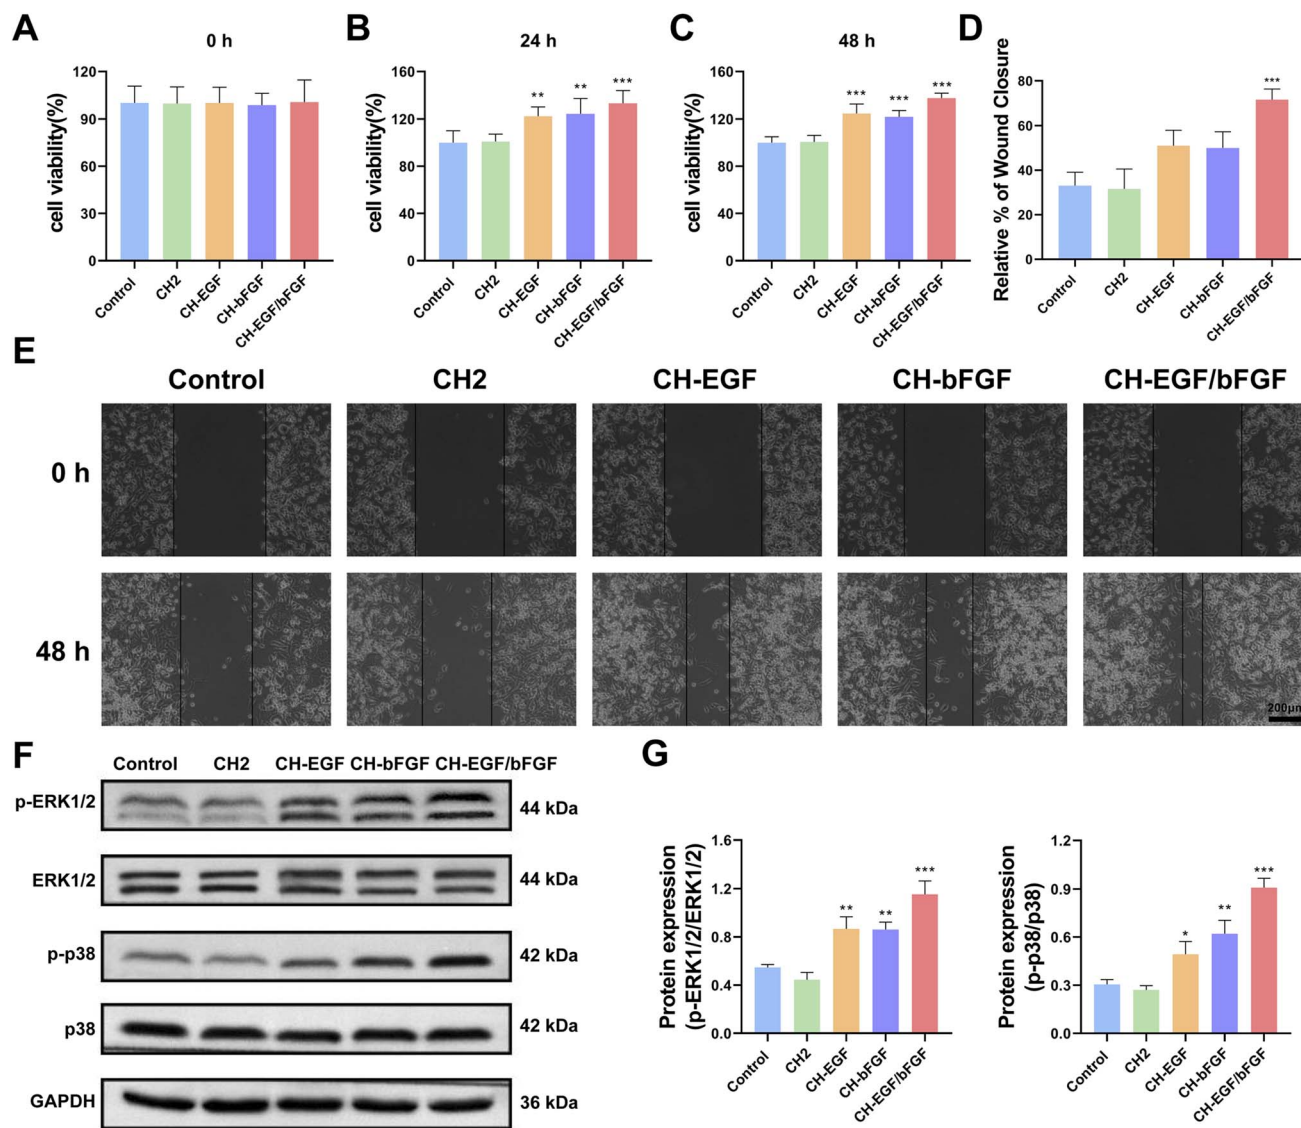 A
0 h
cell viability(%)
120
90
60
30
0
Control
CH2
CH-EGF
CH-bFGF
CH-EGF/bFGF
B
24 h
cell viability(%)
160
120
80
40
0
**
**
***
Control
CH2
CH-EGF
CH-bFGF
CH-EGF/bFGF
C
48 h
cell viability(%)
160
120
80
40
0
***
***
***
Control
CH2
CH-EGF
CH-bFGF
CH-EGF/bFGF
D
Relative % of Wound Closure
80
60
40
20
0
***
Control
CH2
CH-EGF
CH-bFGF
CH-EGF/bFGF
E
Control CH2 CH-EGF CH-bFGF CH-EGF/bFGF
0 h
48 h
200μm
F
Control CH2 CH-EGF CH-bFGF CH-EGF/bFGF
p-ERK1/2 44 kDa
ERK1/2 44 kDa
p-p38 42 kDa
p38 42 kDa
GAPDH 36 kDa
G
Protein expression
(p-ERK1/2/ERK1/2)
1.6
1.2
0.8
0.4
0.0
**
**
***
Control
CH2
CH-EGF
CH-bFGF
CH-EGF/bFGF
Protein expression
(p-p38/p38)
1.2
0.9
0.6
0.3
0.0
*
**
***
Control
CH2
CH-EGF
CH-bFGF
CH-EGF/bFGF